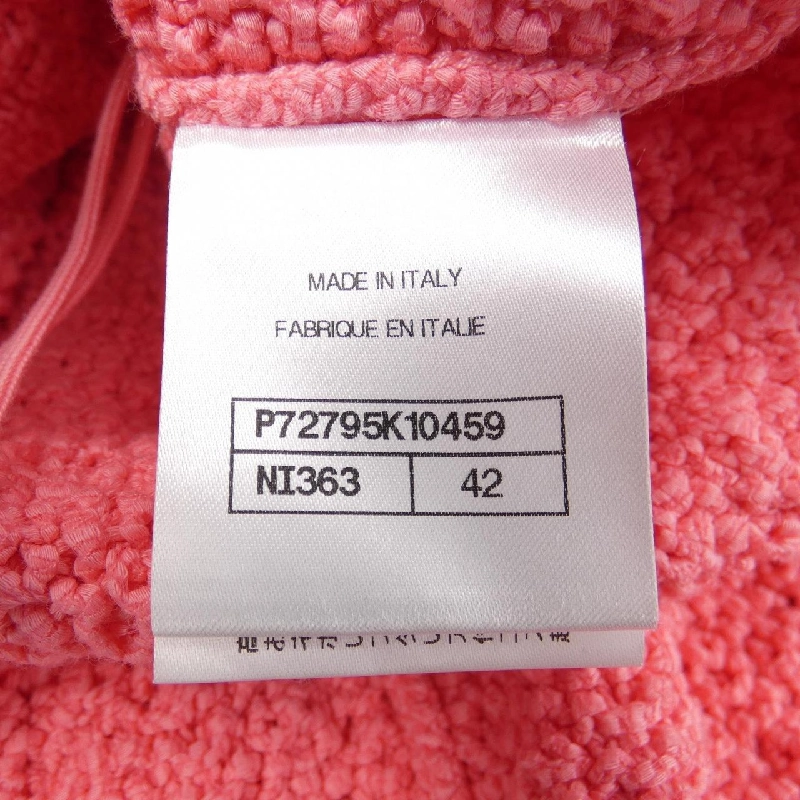 MADE IN ITALY
FABRIQUE EN ITALIE
P72795K10459
NI363 42